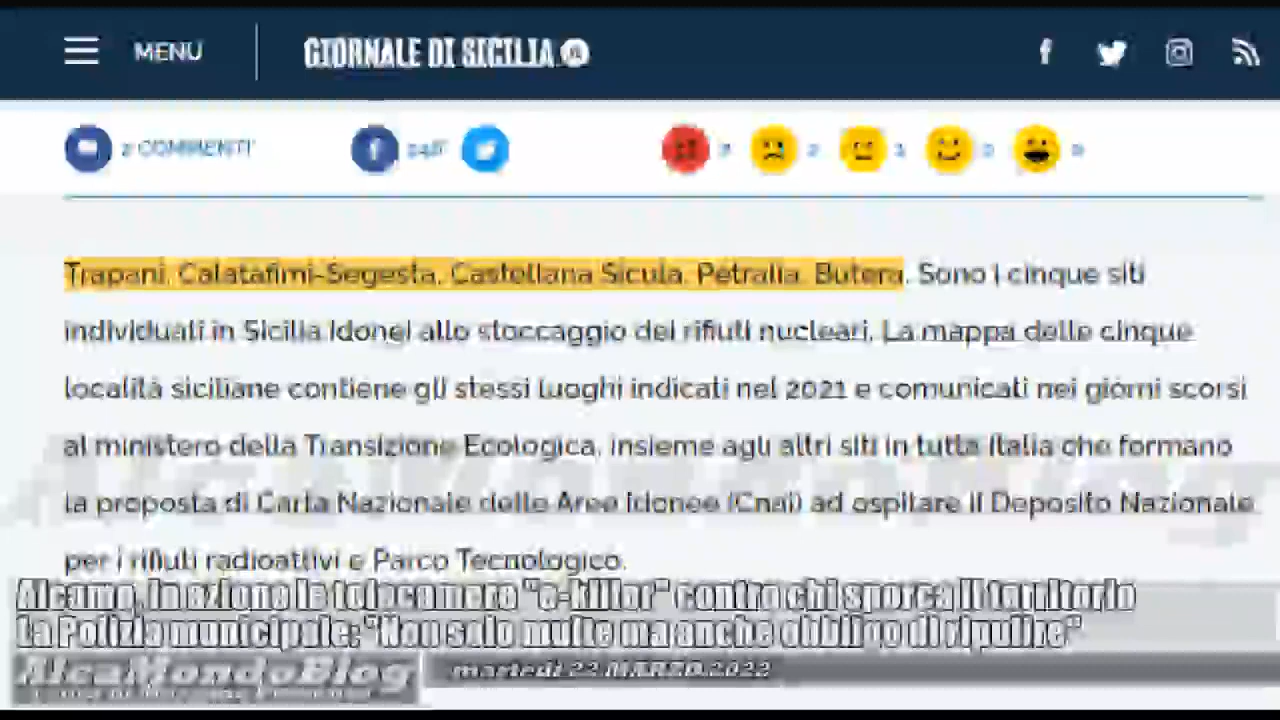 MENU
GIORNALE DI SICILIA
2 COMMENTI
Trapani, Calatafimi-Segesta, Castellana Sicula, Petralia, Butera. Sono i cinque siti
individuati in Sicilia idonei allo stoccaggio dei rifiuti nucleari. La mappa delle cinque
località siciliane contiene gli stessi luoghi indicati nel 2021 e comunicati nei giorni scorsi
al ministero della Transizione Ecologica, insieme agli altri siti in tutta Italia che formano
la proposta di Carta Nazionale delle Aree Idonee (Cnai) ad ospitare il Deposito Nazionale
per i rifiuti radioattivi e Parco Tecnologico.
Alcamo, in azione le telecamere "e-killer" contro chi sporca il territorio
La Polizia municipale: "Non solo multe ma anche obbligo di ripulire"
AlcaMondoBlog
martedì 22 MARZO 2022